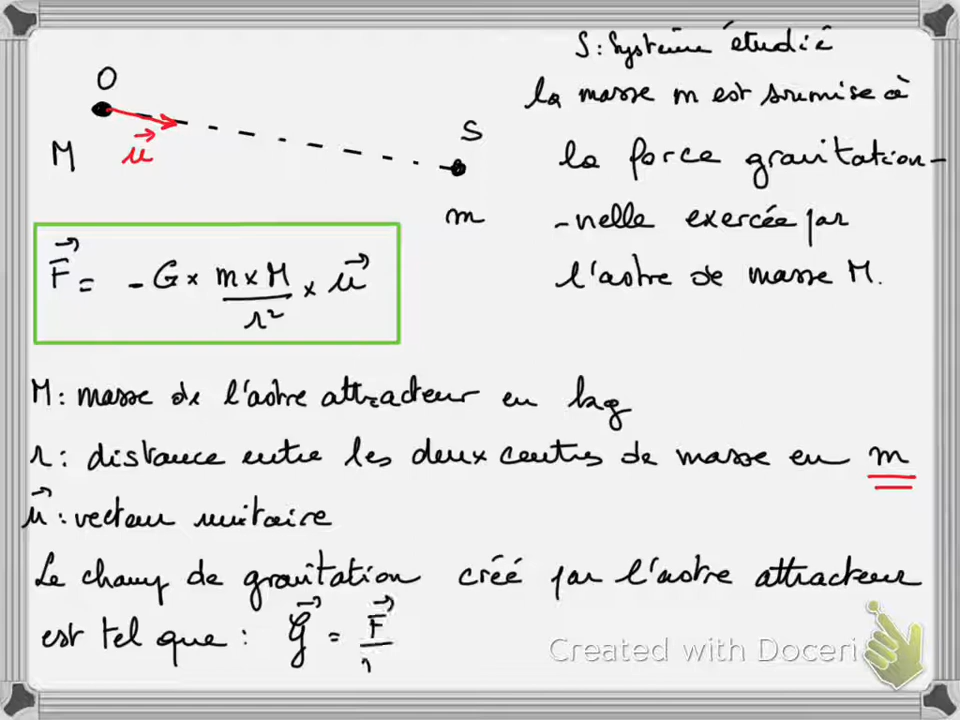 O
M
u⃗
S
m
S : Système étudié
la masse m est soumise à
la force gravitation-
-nelle exercée par
l'astre de masse M.
F⃗ = - G × m × M / r² × u⃗
M : masse de l'astre attracteur en kg
r : distance entre les deux centres de masse en m
u⃗ : vecteur unitaire
Le champ de gravitation créé par l'astre attracteur
est tel que : G⃗ = F⃗ /
Created with Doceri